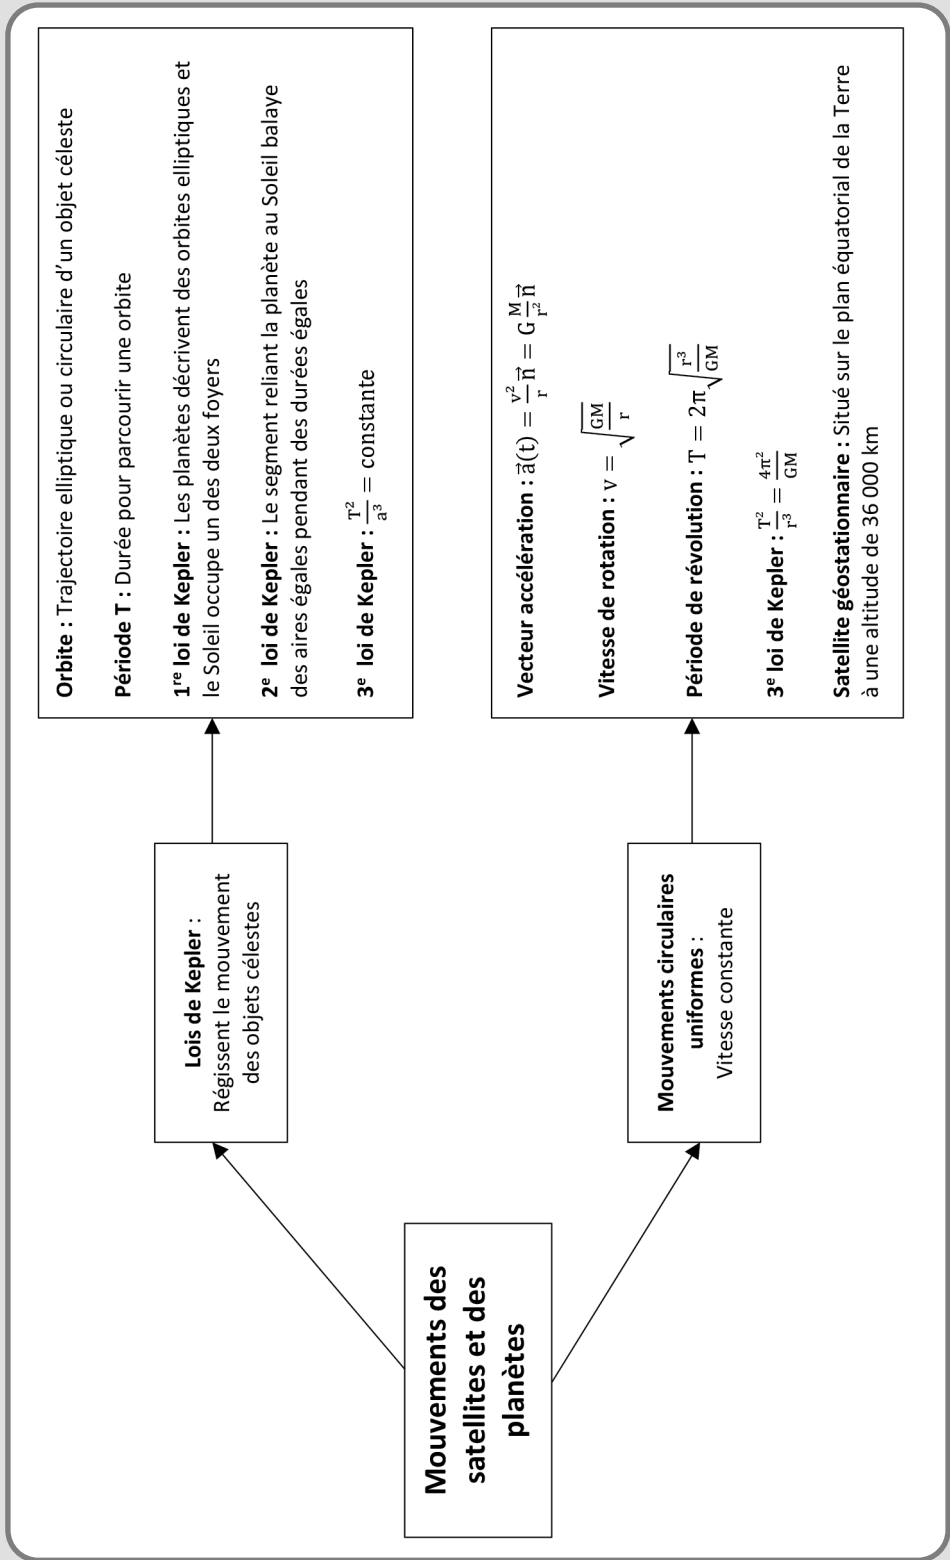 Mouvements des
satellites et des
planètes
Lois de Kepler :
Régissent le mouvement
des objets célestes
Orbite : Trajectoire elliptique ou circulaire d’un objet céleste
Période T : Durée pour parcourir une orbite
1re loi de Kepler : Les planètes décrivent des orbites elliptiques et
le Soleil occupe un des deux foyers
2e loi de Kepler : Le segment reliant la planète au Soleil balaye
des aires égales pendant des durées égales
3e loi de Kepler : T²/a³ = constante
Mouvements circulaires
uniformes :
Vitesse constante
Vecteur accélération : a⃗(t) = v²/r n⃗ = G M/r² n⃗
Vitesse de rotation : v = √(GM/r)
Période de révolution : T = 2π√(r³/GM)
3e loi de Kepler : T²/r³ = 4π²/GM
Satellite géostationnaire : Situé sur le plan équatorial de la Terre
à une altitude de 36 000 km